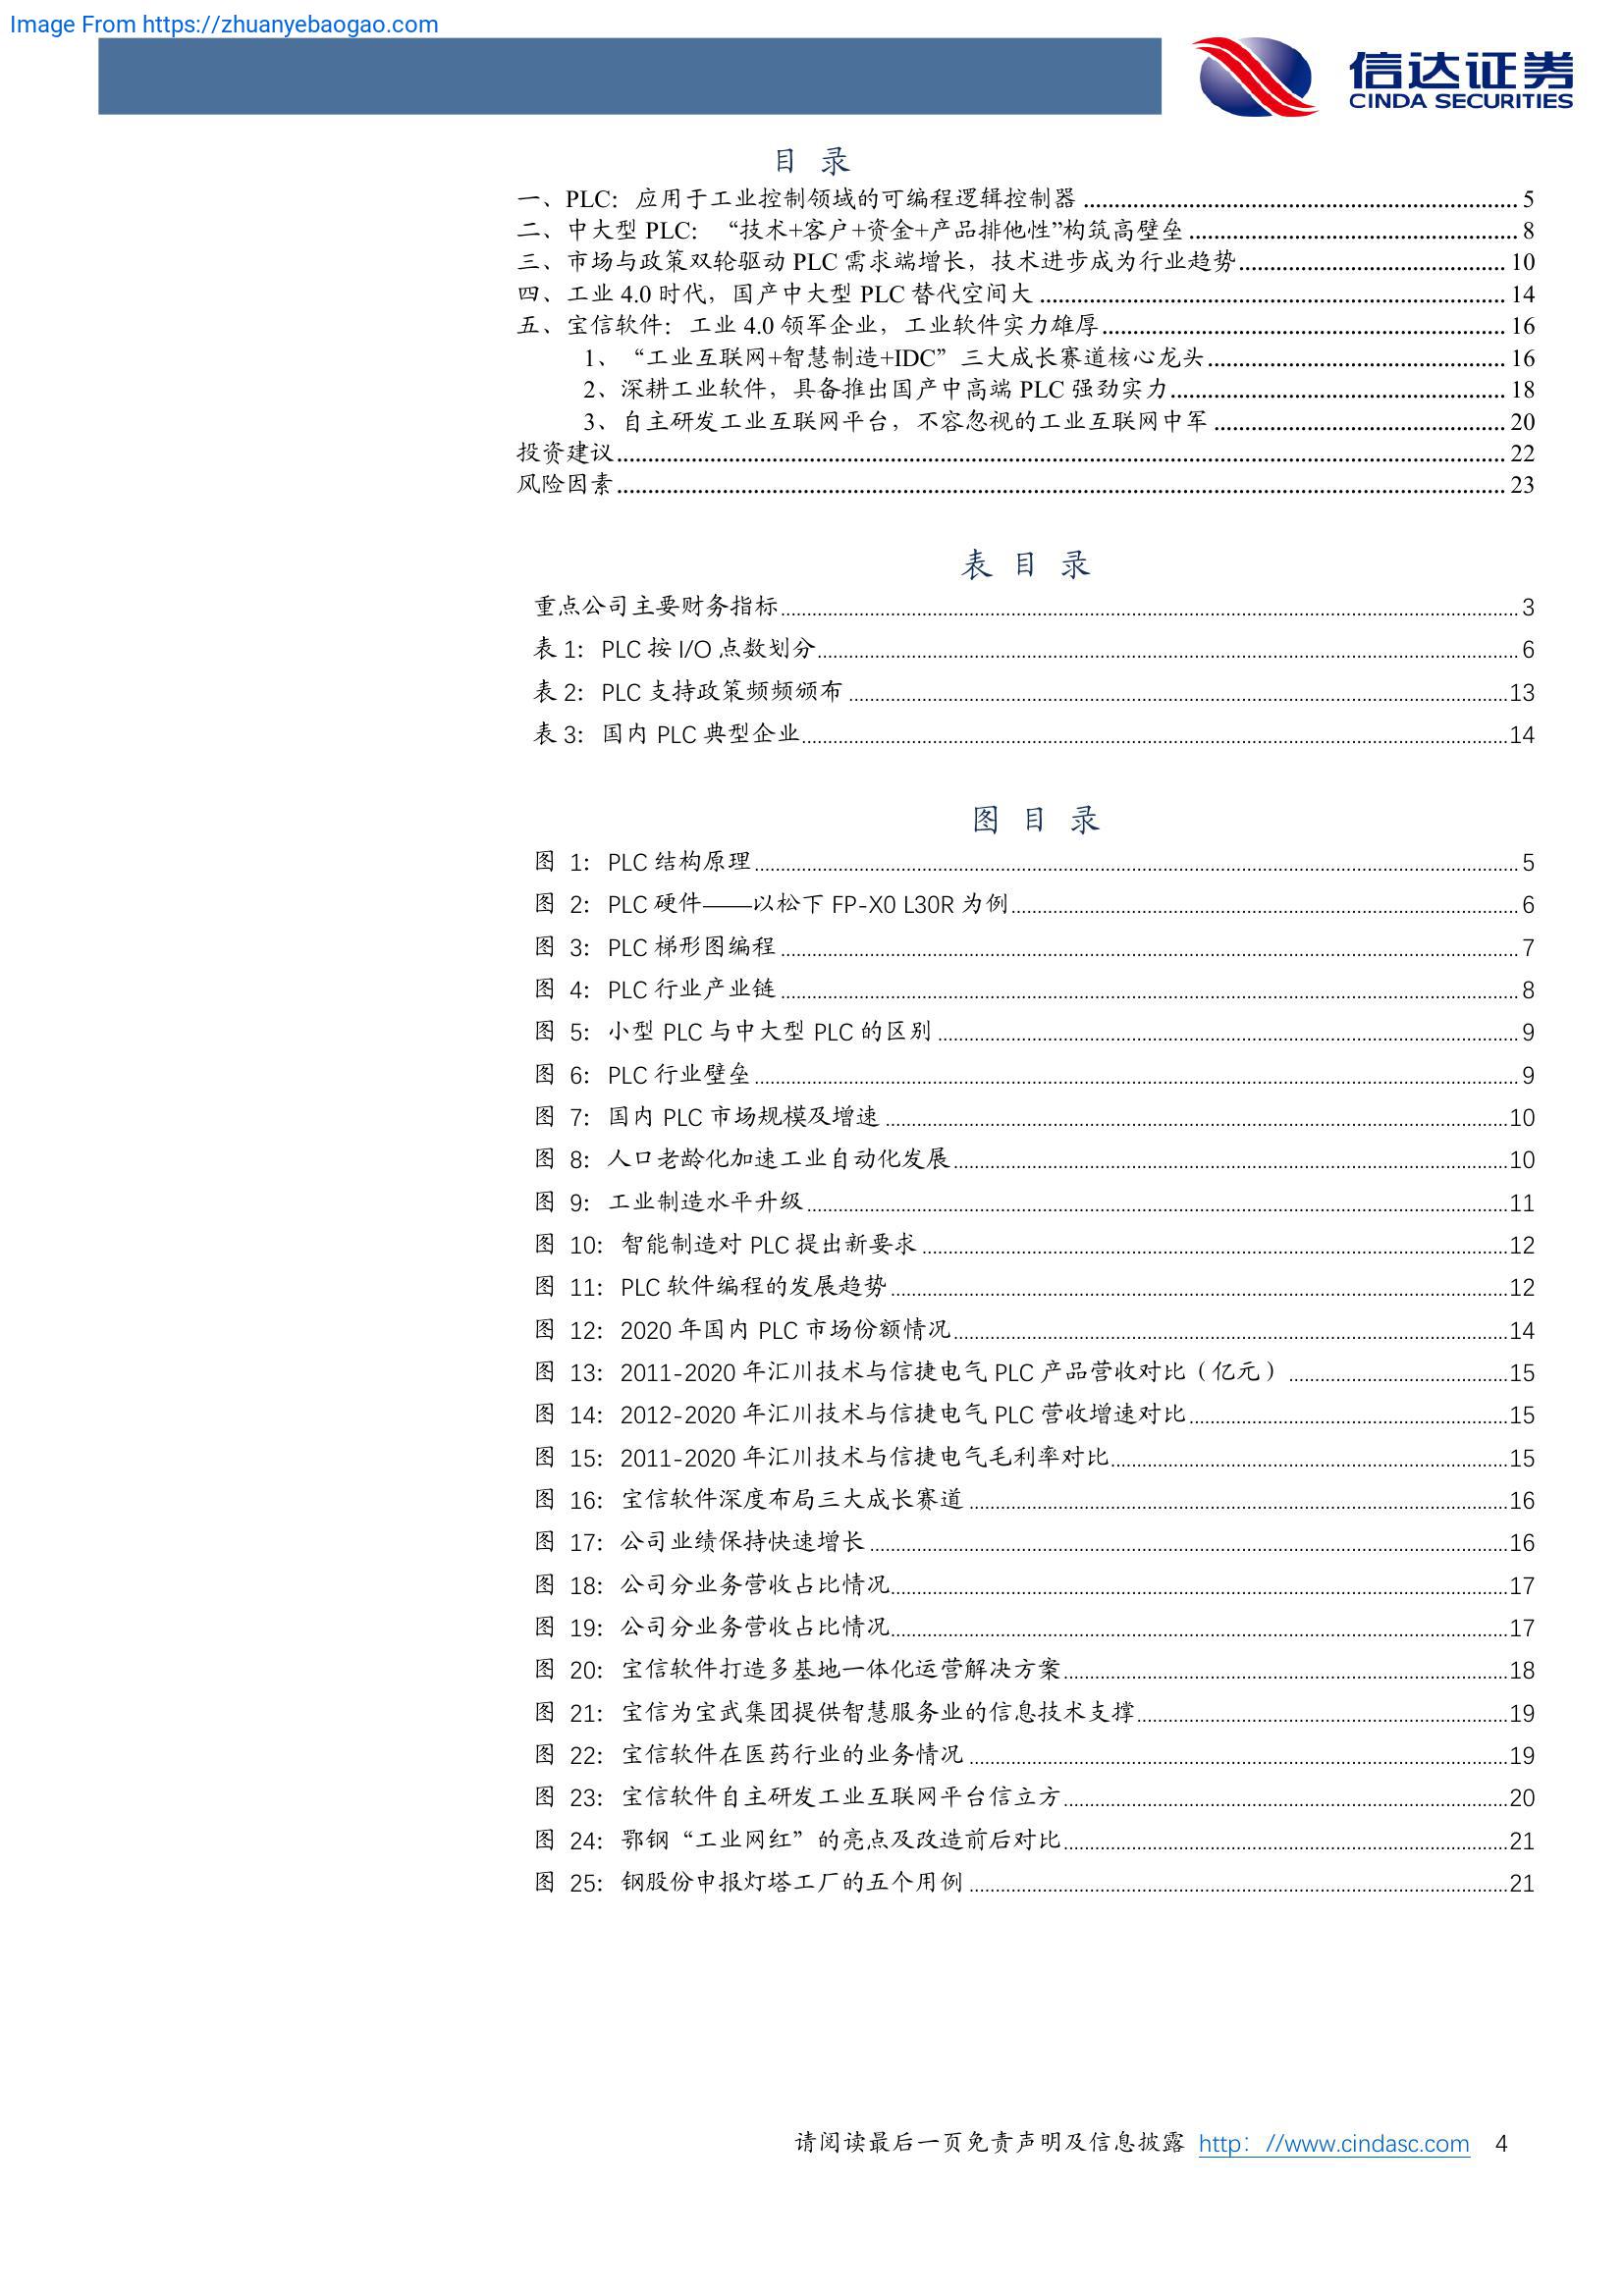 Image From https://zhuanyebaogao.com
信达证券
CINDA SECURITIES
目 录
一、PLC：应用于工业控制领域的可编程逻辑控制器 5
二、中大型 PLC： “技术+客户+资金+产品排他性”构筑高壁垒 8
三、市场与政策双轮驱动 PLC 需求端增长，技术进步成为行业趋势 10
四、工业 4.0 时代，国产中大型 PLC 替代空间大 14
五、宝信软件：工业 4.0 领军企业，工业软件实力雄厚 16
1、“工业互联网+智慧制造+IDC”三大成长赛道核心龙头 16
2、深耕工业软件，具备推出国产中高端 PLC 强劲实力 18
3、自主研发工业互联网平台，不容忽视的工业互联网中军 20
投资建议 22
风险因素 23
表 目 录
重点公司主要财务指标 3
表 1：PLC 按 I/O 点数划分 6
表 2：PLC 支持政策频频颁布 13
表 3：国内 PLC 典型企业 14
图 目 录
图 1：PLC 结构原理 5
图 2：PLC 硬件——以松下 FP-X0 L30R 为例 6
图 3：PLC 梯形图编程 7
图 4：PLC 行业产业链 8
图 5：小型 PLC 与中大型 PLC 的区别 9
图 6：PLC 行业壁垒 9
图 7：国内 PLC 市场规模及增速 10
图 8：人口老龄化加速工业自动化发展 10
图 9：工业制造水平升级 11
图 10：智能制造对 PLC 提出新要求 12
图 11：PLC 软件编程的发展趋势 12
图 12：2020 年国内 PLC 市场份额情况 14
图 13：2011-2020 年汇川技术与信捷电气 PLC 产品营收对比（亿元） 15
图 14：2012-2020 年汇川技术与信捷电气 PLC 营收增速对比 15
图 15：2011-2020 年汇川技术与信捷电气毛利率对比 15
图 16：宝信软件深度布局三大成长赛道 16
图 17：公司业绩保持快速增长 16
图 18：公司分业务营收占比情况 17
图 19：公司分业务营收占比情况 17
图 20：宝信软件打造多基地一体化运营解决方案 18
图 21：宝信为宝武集团提供智慧服务业的信息技术支撑 19
图 22：宝信软件在医药行业的业务情况 19
图 23：宝信软件自主研发工业互联网平台信立方 20
图 24：鄂钢“工业网红”的亮点及改造前后对比 21
图 25：钢股份申报灯塔工厂的五个用例 21
请阅读最后一页免责声明及信息披露 http：//www.cindasc.com 4